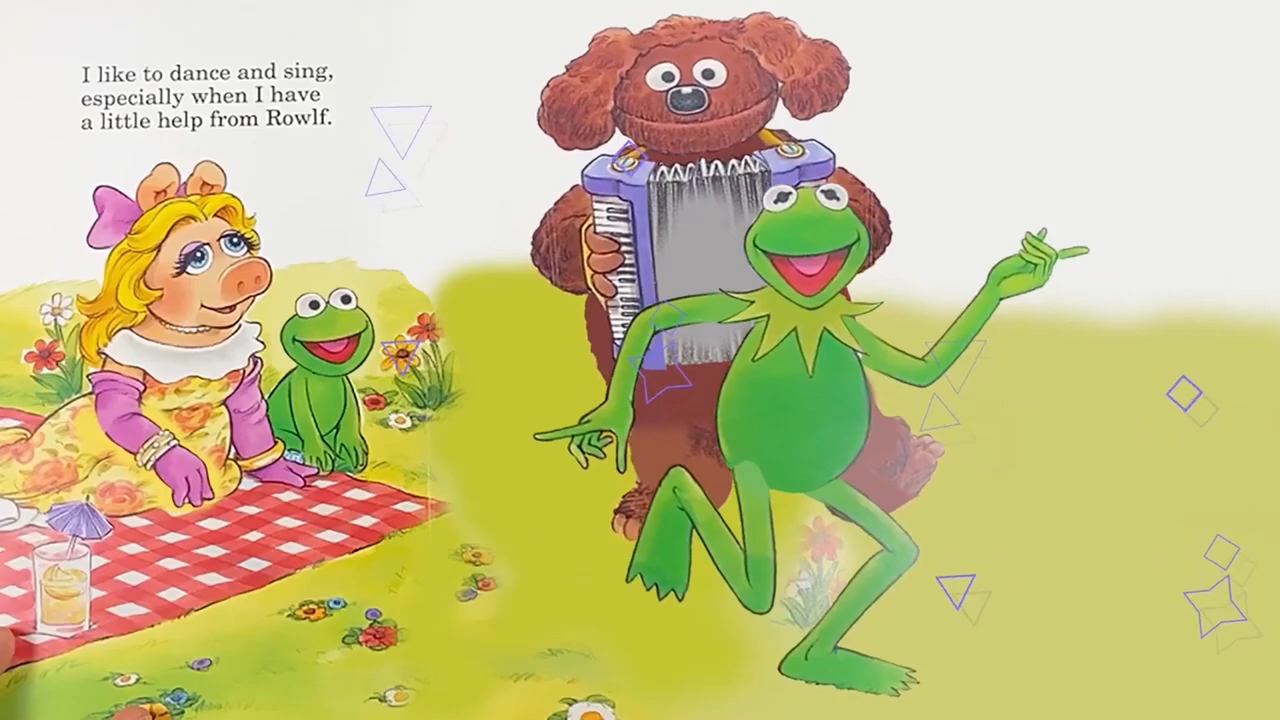 I like to dance and sing,
especially when I have
a little help from Rowlf.